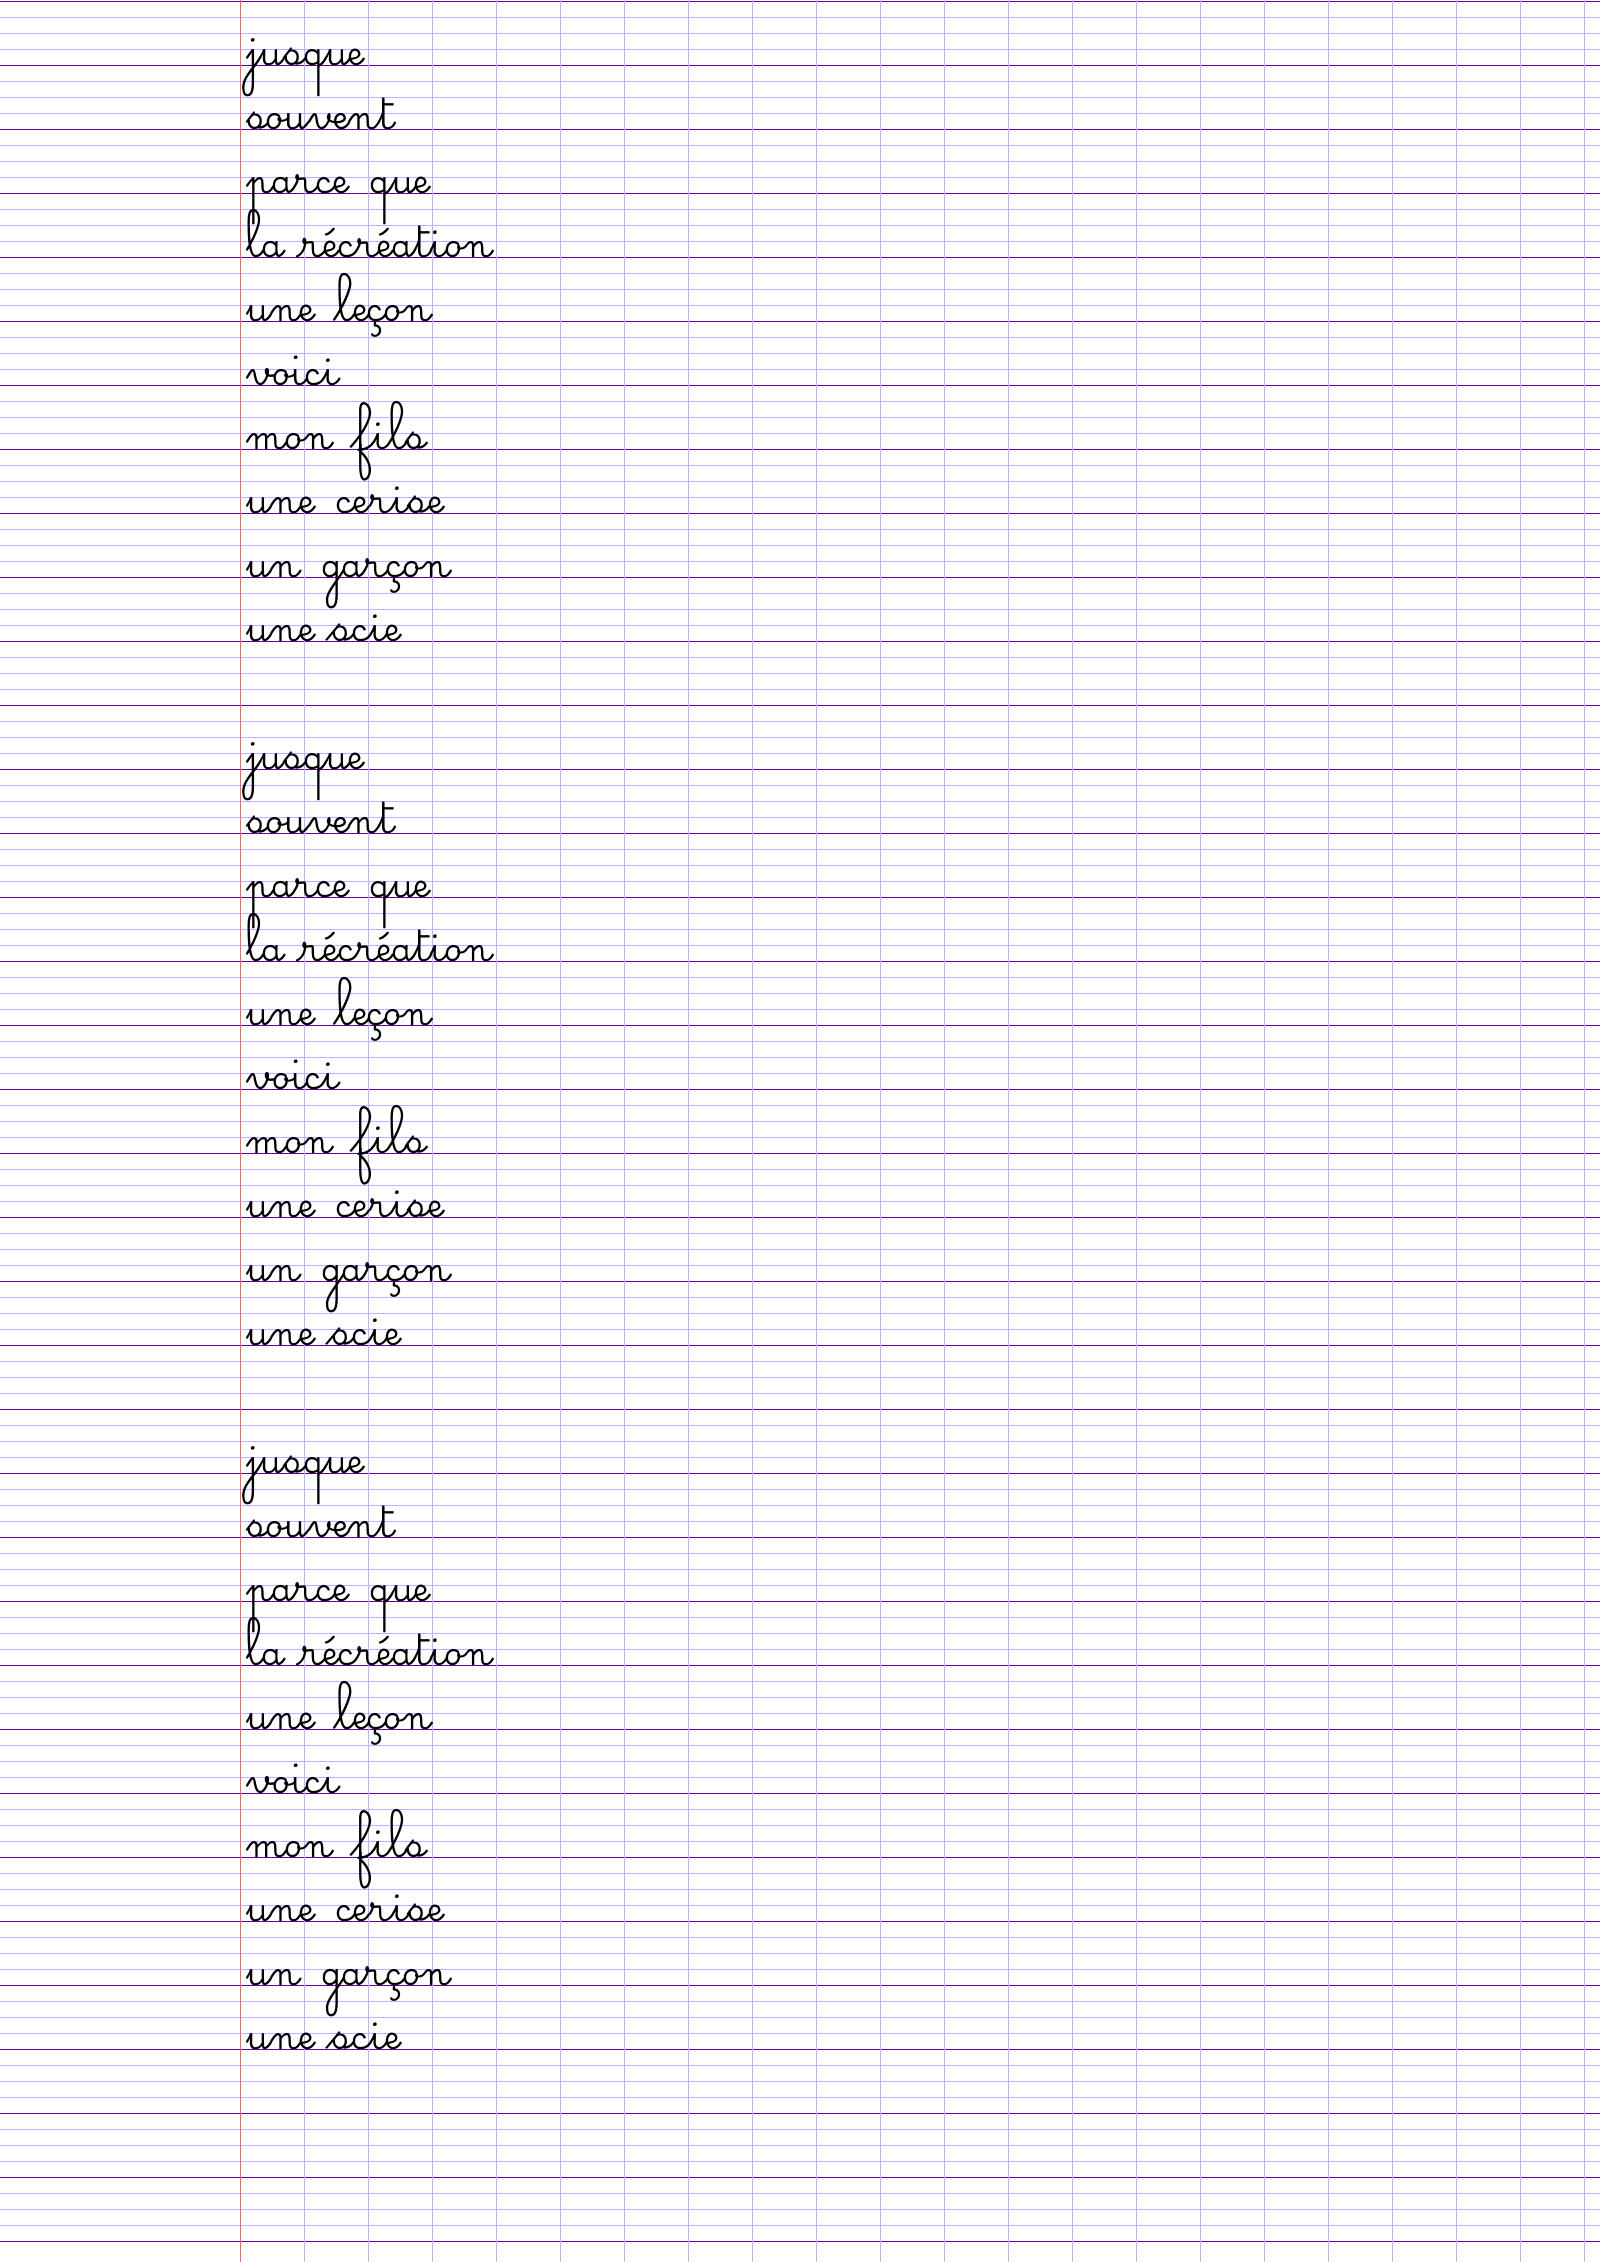 jusque
souvent
parce que
la récréation
une leçon
voici
mon fils
une cerise
un garçon
une scie
jusque
souvent
parce que
la récréation
une leçon
voici
mon fils
une cerise
un garçon
une scie
jusque
souvent
parce que
la récréation
une leçon
voici
mon fils
une cerise
un garçon
une scie